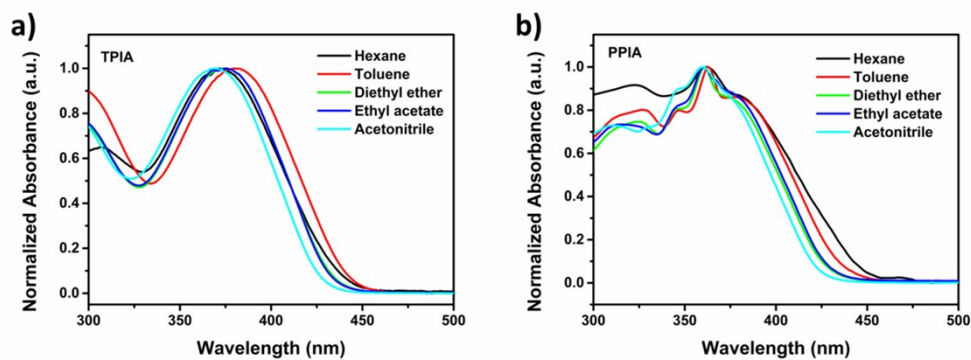 a)
TPIA
Hexane
Toluene
Diethyl ether
Ethyl acetate
Acetonitrile
Normalized Absorbance (a.u.)
1.0
0.8
0.6
0.4
0.2
0.0
300 350 400 450 500
Wavelength (nm)
b)
PPIA
Hexane
Toluene
Diethyl ether
Ethyl acetate
Acetonitrile
Normalized Absorbance (a.u.)
1.0
0.8
0.6
0.4
0.2
0.0
300 350 400 450 500
Wavelength (nm)